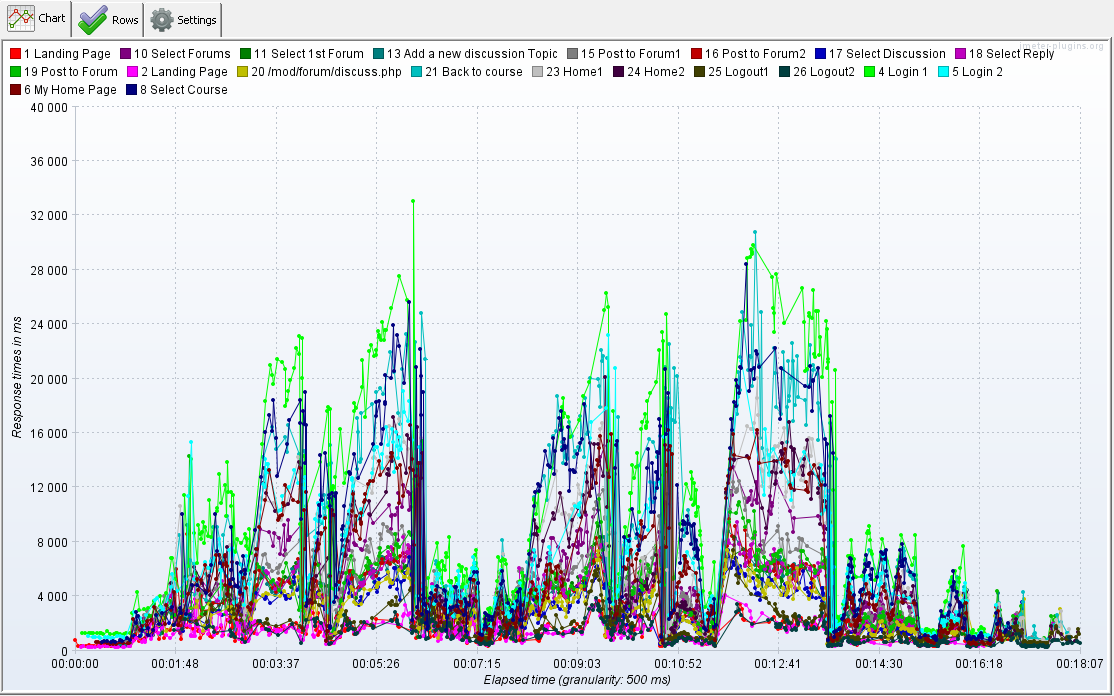 Chart Rows Settings
jmeter-plugins.org
1 Landing Page 10 Select Forums 11 Select 1st Forum 13 Add a new discussion Topic 15 Post to Forum1 16 Post to Forum2 17 Select Discussion 18 Select Reply
19 Post to Forum 2 Landing Page 20 /mod/forum/discuss.php 21 Back to course 23 Home1 24 Home2 25 Logout1 26 Logout2 4 Login 1 5 Login 2
6 My Home Page 8 Select Course
40 000
36 000
32 000
28 000
24 000
20 000
16 000
12 000
8 000
4 000
0
Response times in ms
00:00:00 00:01:48 00:03:37 00:05:26 00:07:15 00:09:03 00:10:52 00:12:41 00:14:30 00:16:18 00:18:07
Elapsed time (granularity: 500 ms)